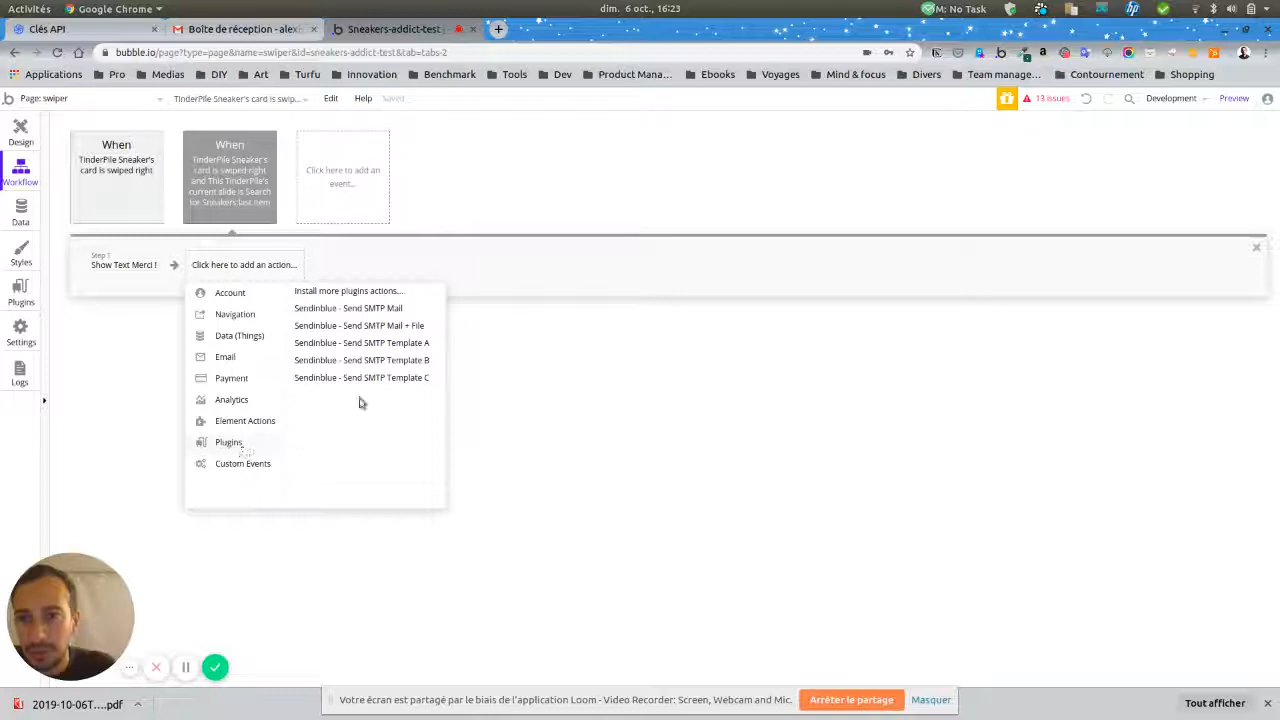 Activités
Google Chrome
dim. 6 oct., 16:23
M: No Task
Clés API
Boîte de réception - alex
Sneakers-addict-test |
bubble.io/page?type=page&name=swiper&id=sneakers-addict-test&tab=tabs-2
Applications
Pro
Medias
DIY
Art
Turfu
Innovation
Benchmark
Tools
Dev
Product Mana...
Ebooks
Voyages
Mind & focus
Divers
Team manage...
Contournement
Shopping
Page: swiper
TinderPile Sneaker's card is swip...
Edit
Help
Saved
13 issues
Development
Preview
Design
Workflow
Data
Styles
Plugins
Settings
Logs
When
TinderPile Sneaker's
card is swiped right
When
TinderPile Sneaker's
card is swiped right
and This TinderPile's
current slide is Search
for Sneakers:last item
Click here to add an
event...
Step 1
Show Text Merci !
Click here to add an action...
Account
Navigation
Data (Things)
Email
Payment
Analytics
Element Actions
Plugins
Custom Events
Install more plugins actions...
Sendinblue - Send SMTP Mail
Sendinblue - Send SMTP Mail + File
Sendinblue - Send SMTP Template A
Sendinblue - Send SMTP Template B
Sendinblue - Send SMTP Template C
2019-10-06T....pdf
Votre écran est partagé par le biais de l'application Loom - Video Recorder: Screen, Webcam and Mic.
Arrêter le partage
Masquer
Tout afficher